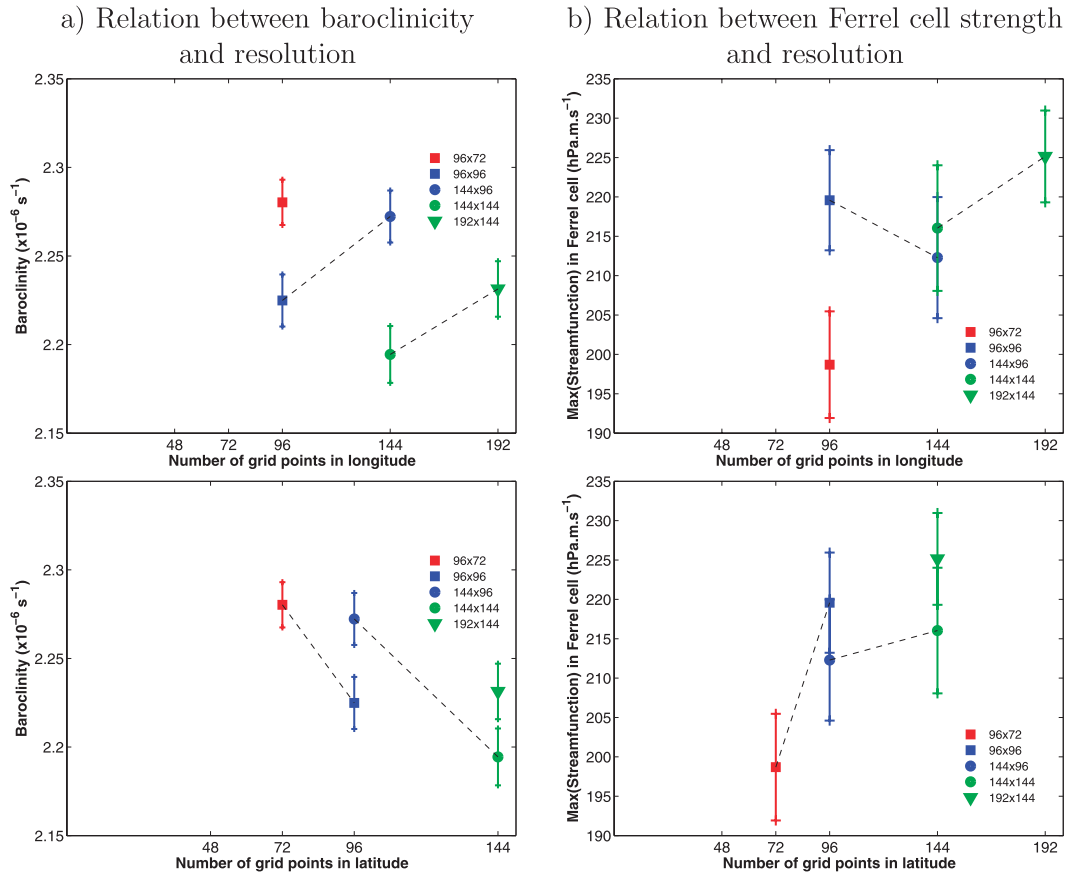 a) Relation between baroclinicity
and resolution
b) Relation between Ferrel cell strength
and resolution
2.35
2.3
2.25
2.2
2.15
Baroclinity (x10⁻⁶ s⁻¹)
96x72
96x96
144x96
144x144
192x144
48
72
96
144
192
Number of grid points in longitude
235
230
225
220
215
210
205
200
195
190
Max(Streamfunction) in Ferrel cell (hPa.m.s⁻¹)
96x72
96x96
144x96
144x144
192x144
48
72
96
144
192
Number of grid points in longitude
2.35
2.3
2.25
2.2
2.15
Baroclinity (x10⁻⁶ s⁻¹)
96x72
96x96
144x96
144x144
192x144
48
72
96
144
Number of grid points in latitude
235
230
225
220
215
210
205
200
195
190
Max(Streamfunction) in Ferrel cell (hPa.m.s⁻¹)
96x72
96x96
144x96
144x144
192x144
48
72
96
144
192
Number of grid points in latitude